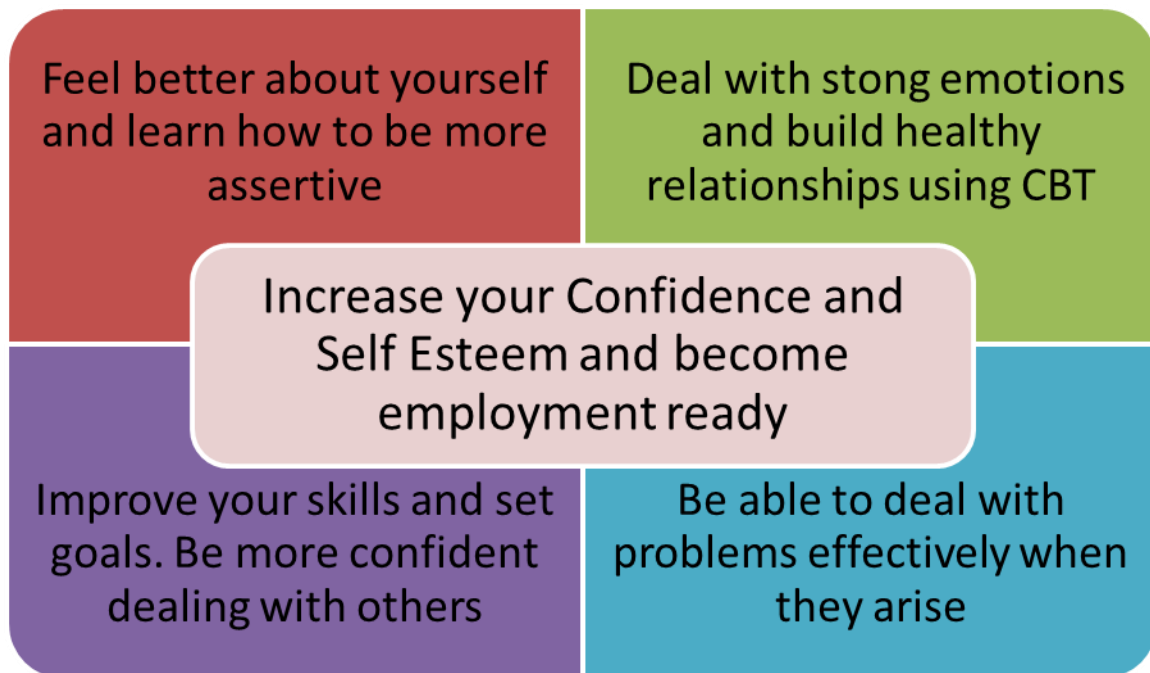 Feel better about yourself
and learn how to be more
assertive
Deal with stong emotions
and build healthy
relationships using CBT
Increase your Confidence and
Self Esteem and become
employment ready
Improve your skills and set
goals. Be more confident
dealing with others
Be able to deal with
problems effectively when
they arise